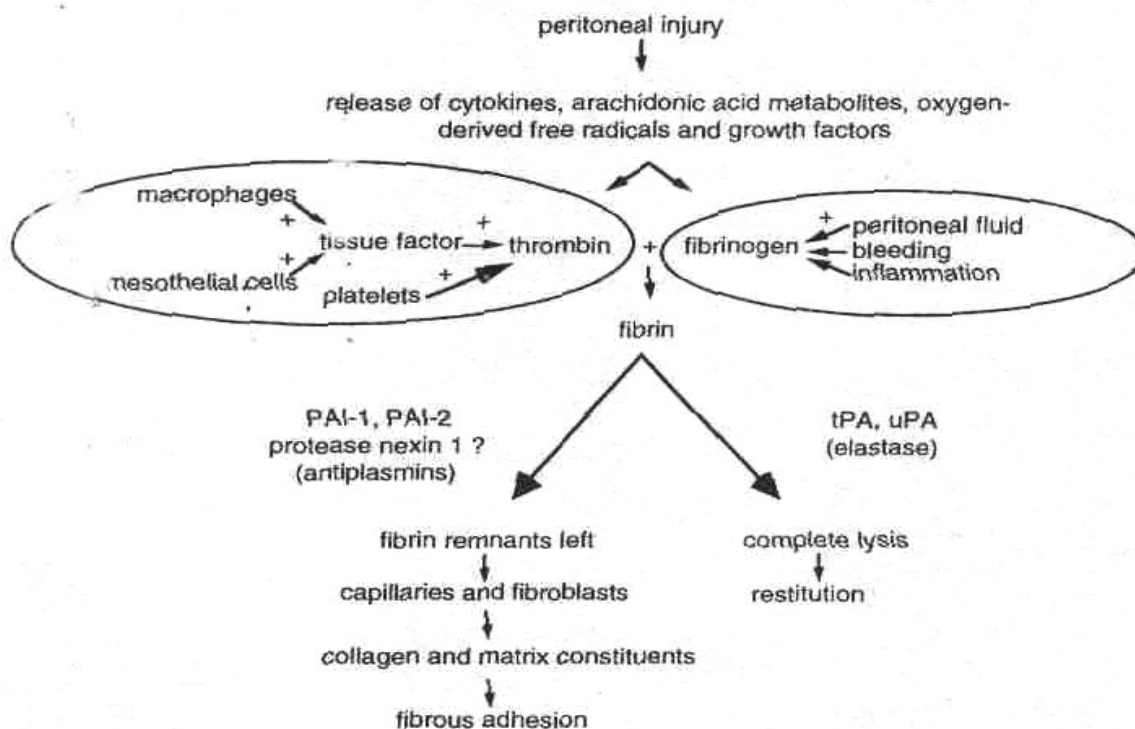 peritoneal injury
release of cytokines, arachidonic acid metabolites, oxygen-
derived free radicals and growth factors
macrophages
+
tissue factor
+
thrombin
+
mesothelial cells
+
platelets
+
fibrinogen
+
peritoneal fluid
bleeding
inflammation
fibrin
PAI-1, PAI-2
protease nexin 1 ?
(antiplasmins)
tPA, uPA
(elastase)
fibrin remnants left
complete lysis
capillaries and fibroblasts
restitution
collagen and matrix constituents
fibrous adhesion